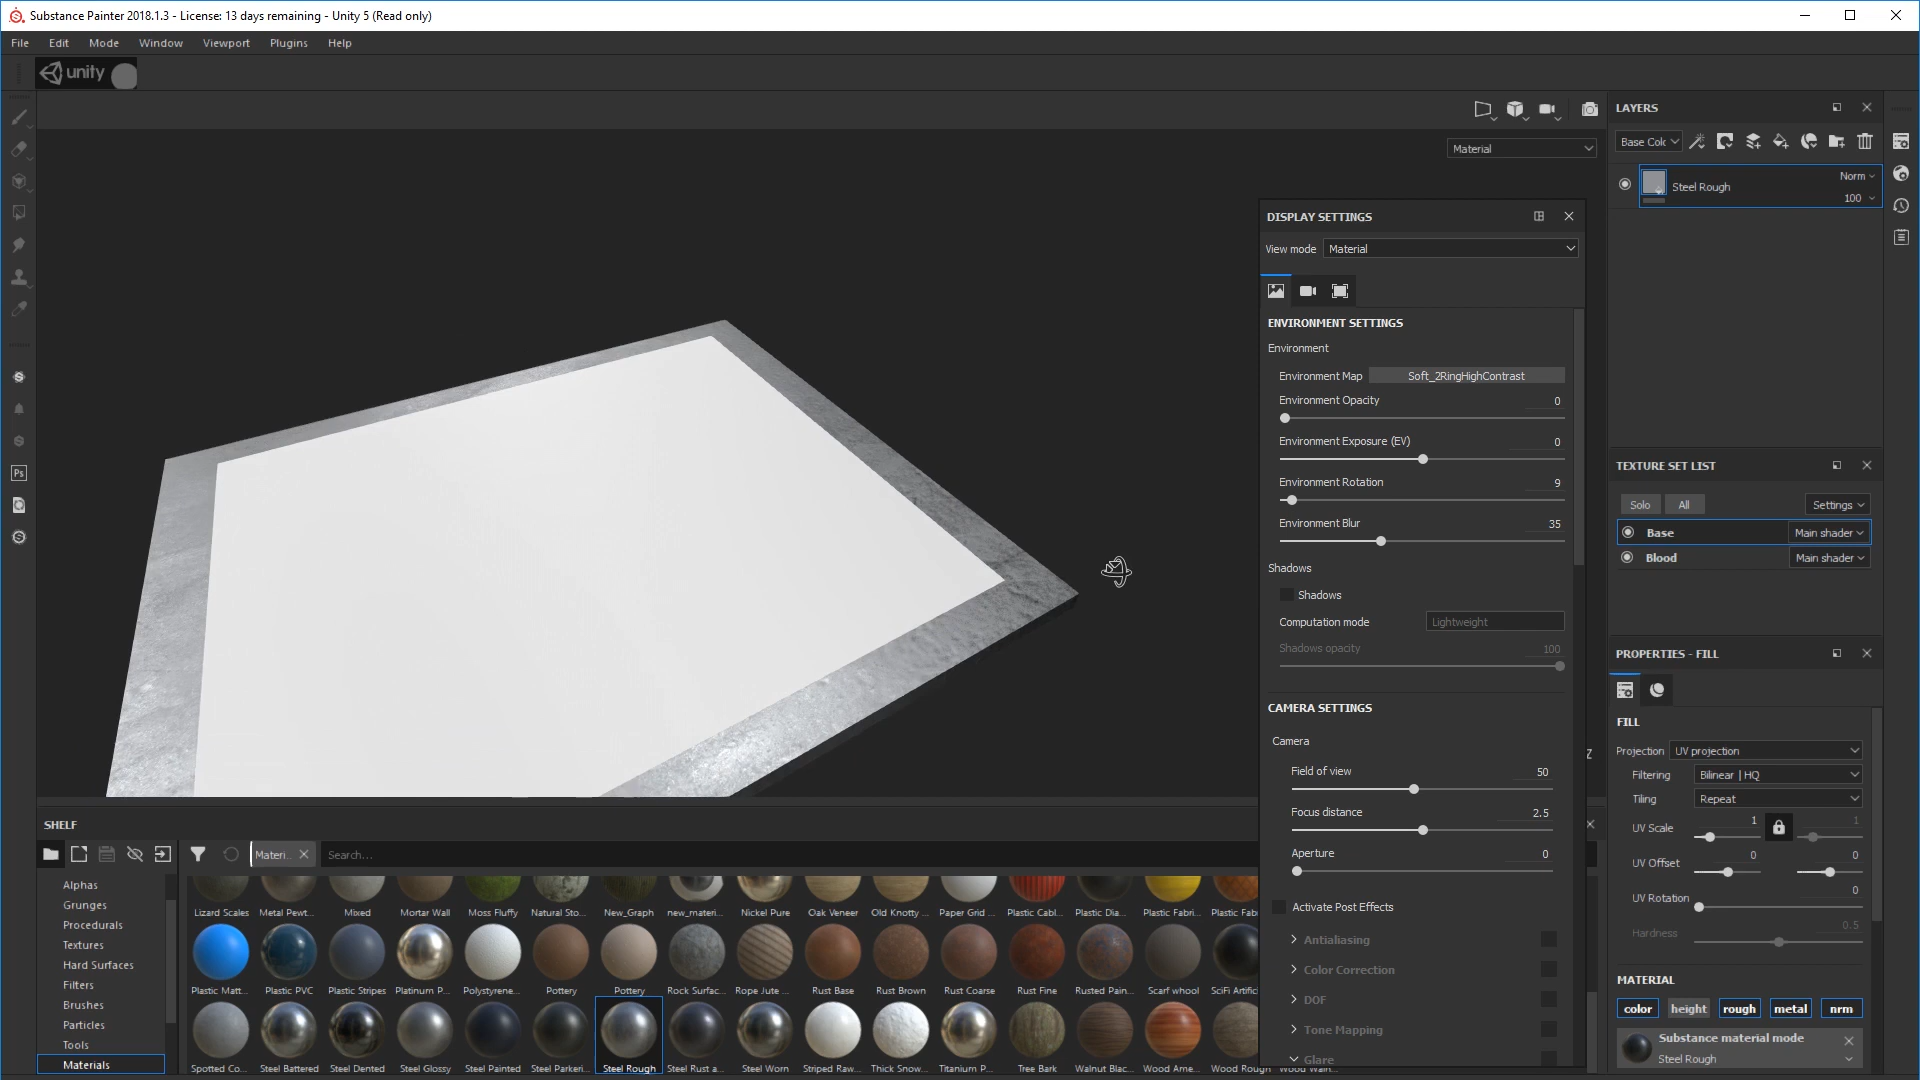 Substance Painter 2018.1.3 - License: 13 days remaining - Unity 5 (Read only)
File Edit Mode Window Viewport Plugins Help
unity
Material
LAYERS
Base Colc
Steel Rough
Norm
100
DISPLAY SETTINGS
View mode Material
ENVIRONMENT SETTINGS
Environment
Environment Map Soft_2RingHighContrast
Environment Opacity 0
Environment Exposure (EV) 0
Environment Rotation 9
Environment Blur 35
Shadows
Shadows
Computation mode Lightweight
Shadows opacity 100
CAMERA SETTINGS
Camera
Field of view 50
Focus distance 2.5
Aperture 0
Activate Post Effects
Antialiasing
Color Correction
DOF
Tone Mapping
Glare
TEXTURE SET LIST
Solo All Settings
Base Main shader
Blood Main shader
PROPERTIES - FILL
FILL
Projection UV projection
Filtering Bilinear | HQ
Tiling Repeat
UV Scale 1 1
UV Offset 0 0
UV Rotation 0
Hardness 0.5
MATERIAL
color height rough metal nrm
Substance material mode
Steel Rough
Z
SHELF
Materi... Search...
Alphas
Grunges
Procedurals
Textures
Hard Surfaces
Filters
Brushes
Particles
Tools
Materials
Lizard Scales Metal Pewt... Mixed Mortar Wall Moss Fluffy Natural Sto... New_Graph new_materi... Nickel Pure Oak Veneer Old Knotty ... Paper Grid ... Plastic Cabl... Plastic Dia... Plastic Fabri... Plastic Fab
Plastic Matt... Plastic PVC Plastic Stripes Platinum P... Polystyrene... Pottery Pottery Rock Surfac... Rope Jute ... Rust Base Rust Brown Rust Coarse Rust Fine Rusted Pain... Scarf whool SciFi Artific
Spotted Co... Steel Battered Steel Dented Steel Glossy Steel Painted Steel Parkeri... Steel Rough Steel Rust a... Steel Worn Striped Raw... Thick Snow... Titanium P... Tree Bark Walnut Blac... Wood Ame... Wood Rough Wood Waln...
Ps